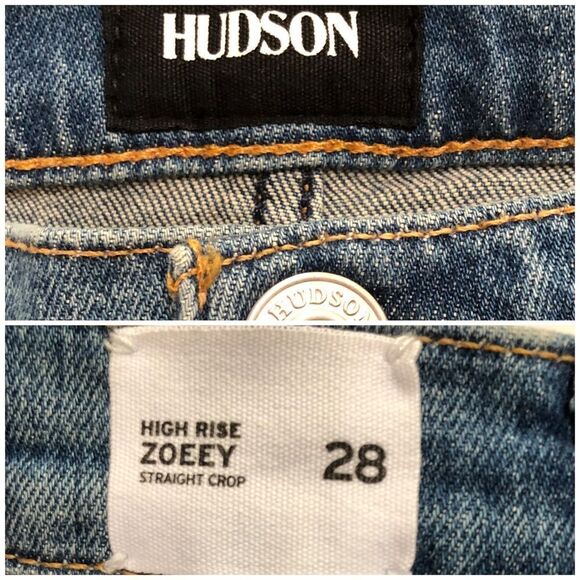 HUDSON
HUDSON
HIGH RISE
ZOEEY
STRAIGHT CROP
28